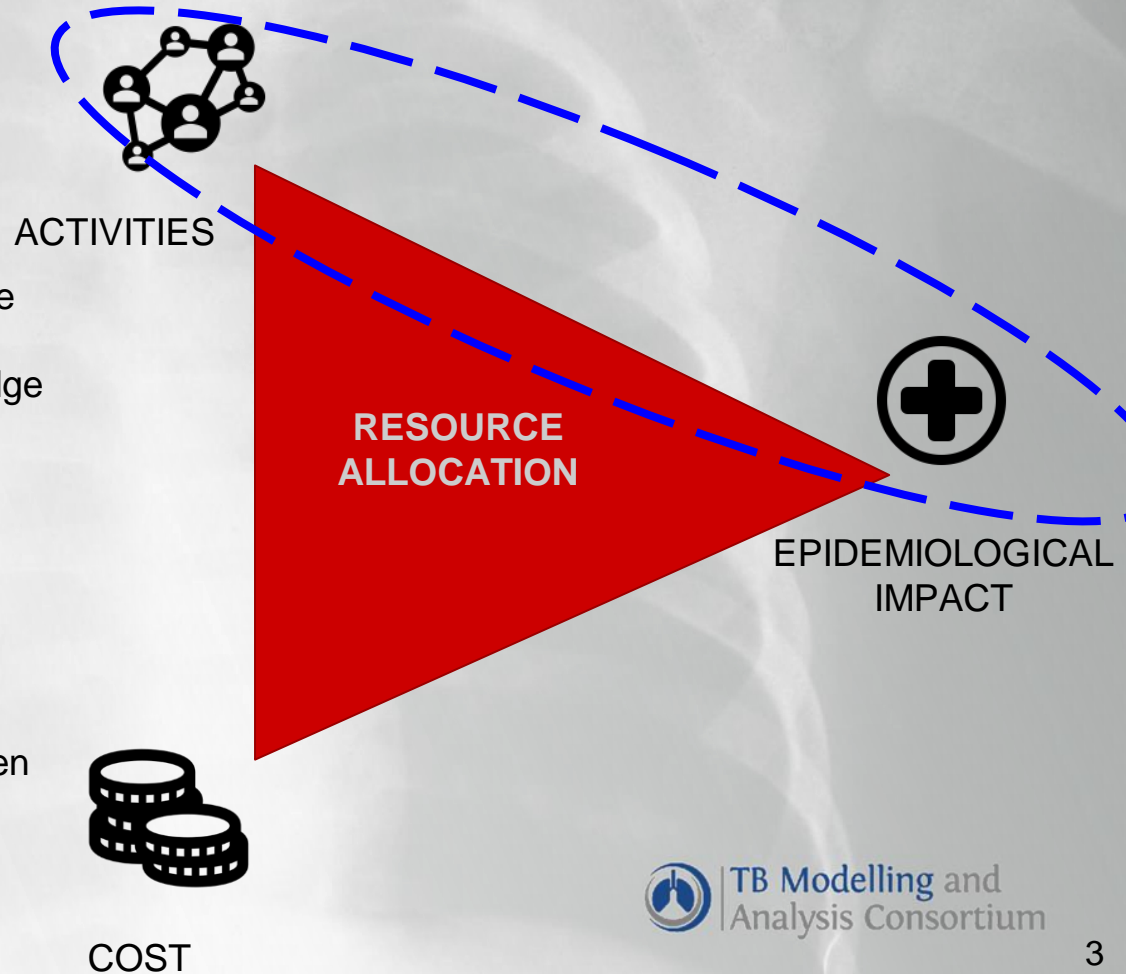 ACTIVITIES
RESOURCE
ALLOCATION
EPIDEMIOLOGICAL
IMPACT
COST
TB Modelling and
Analysis Consortium
3